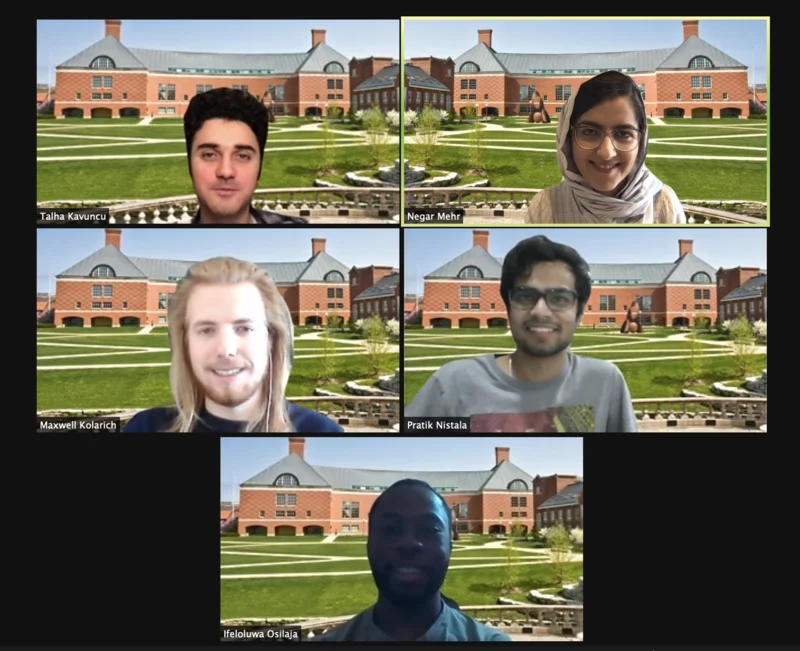 Talha Kavuncu
Negar Mehr
Maxwell Kolarich
Pratik Nistala
Ifeloluwa Osilaja